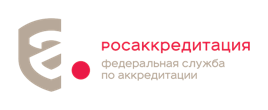 росаккредитация
федеральная служба
по аккредитации